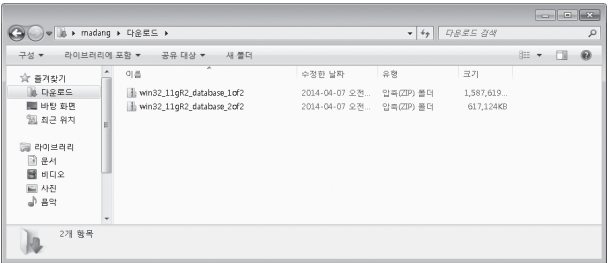 madang ▸ 다운로드 ▸
다운로드 검색
구성 라이브러리에 포함 공유 대상 새 폴더
즐겨찾기
다운로드
바탕 화면
최근 위치
라이브러리
문서
비디오
사진
음악
이름 수정한 날짜 유형 크기
win32_11gR2_database_1of2 2014-04-07 오전... 압축(ZIP) 폴더 1,587,619...
win32_11gR2_database_2of2 2014-04-07 오전... 압축(ZIP) 폴더 617,124KB
2개 항목